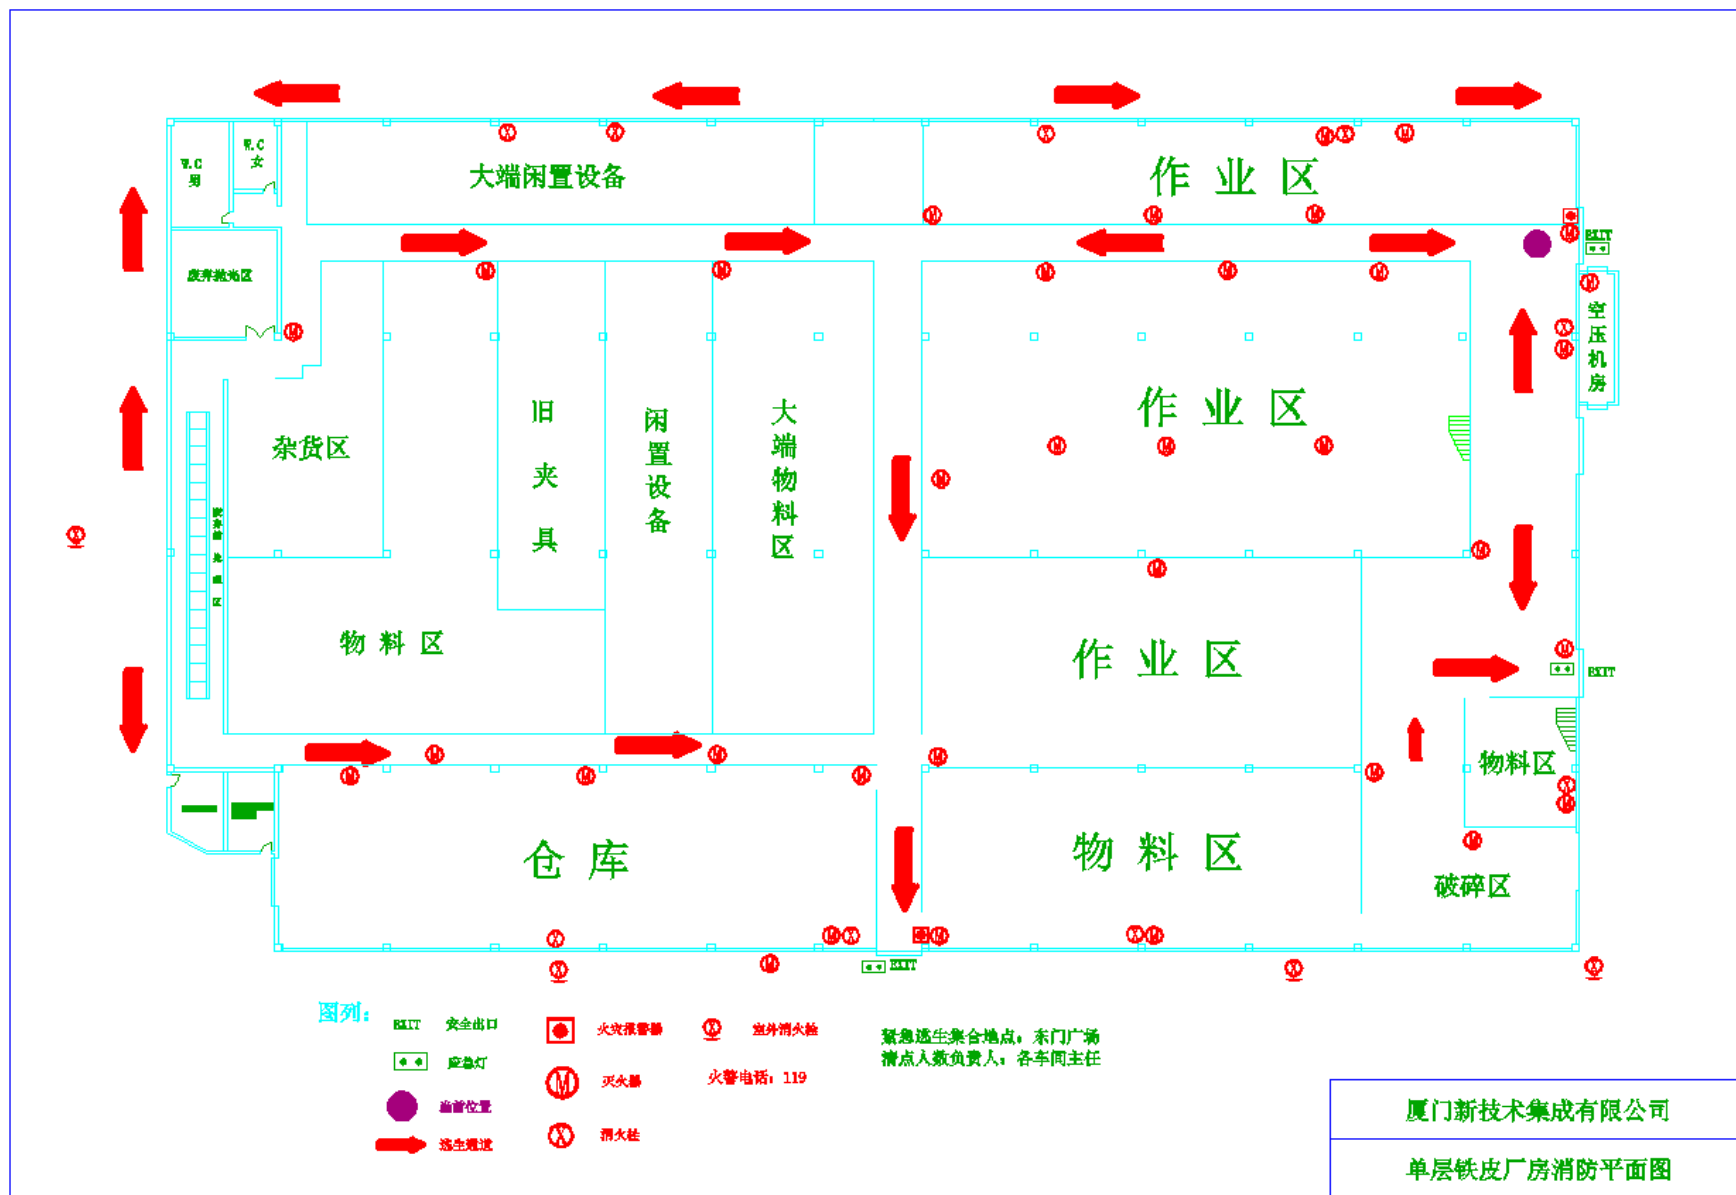 W.C
男
W.C
女
大端闲置设备
作业区
EXIT
空压机房
杂货区
旧夹具
闲置设备
大端物料区
作业区
物料区
作业区
EXIT
物料区
仓库
物料区
破碎区
EXIT
图列：
EXIT 安全出口
应急灯
当前位置
逃生通道
火灾报警器
灭火器
消火栓
室外消火栓
火警电话：119
紧急逃生集合地点：东门广场
清点人数负责人：各车间主任
厦门新技术集成有限公司
单层铁皮厂房消防平面图